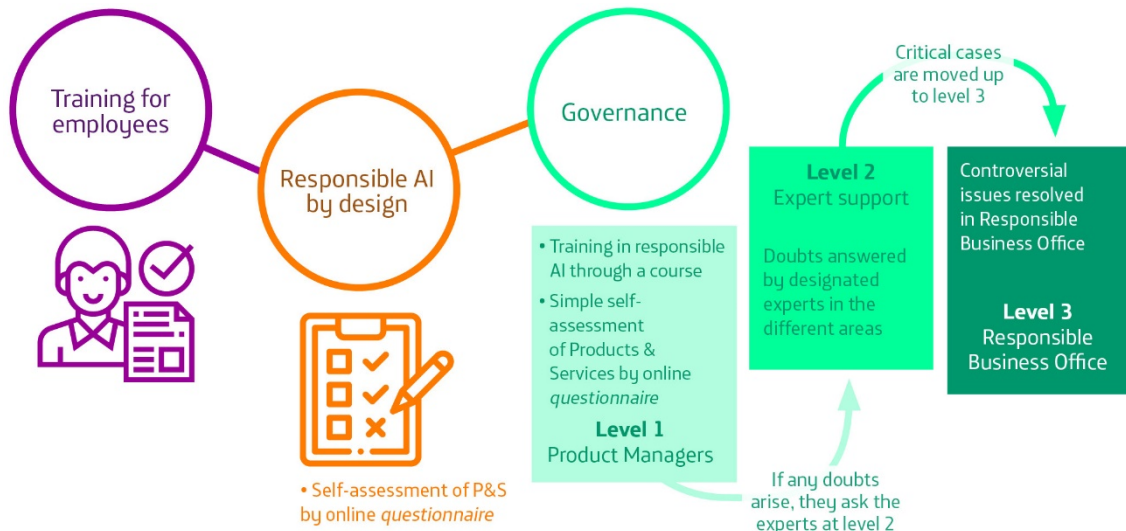 Training for
employees
Responsible AI
by design
• Self-assessment of P&S
by online questionnaire
Governance
• Training in responsible
AI through a course
• Simple self-
assessment
of Products &
Services by online
questionnaire
Level 1
Product Managers
If any doubts
arise, they ask the
experts at level 2
Level 2
Expert support
Doubts answered
by designated
experts in the
different areas
Critical cases
are moved up
to level 3
Controversial
issues resolved
in Responsible
Business Office
Level 3
Responsible
Business Office